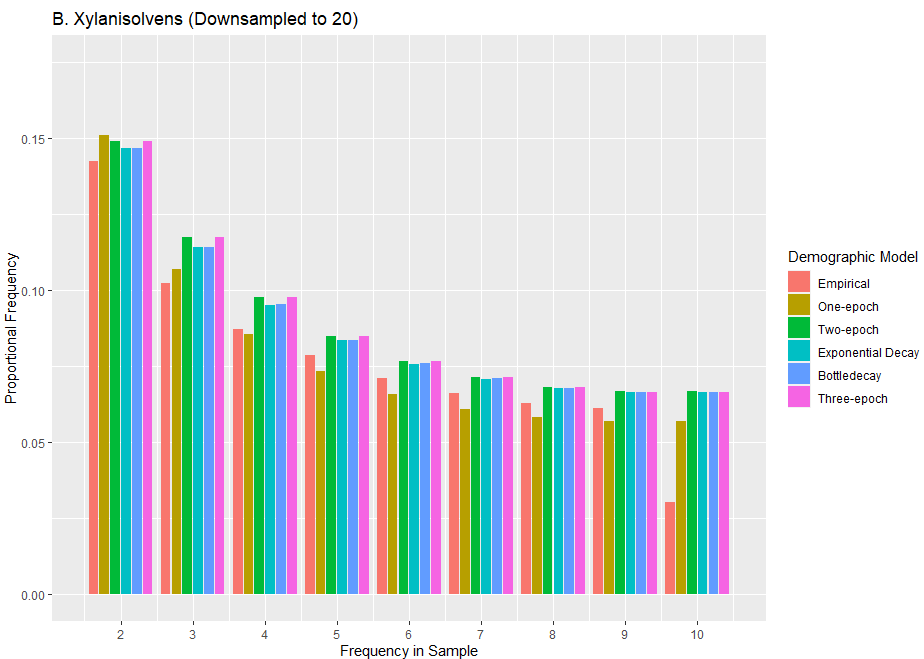 B. Xylanisolvens (Downsampled to 20)
Proportional Frequency
0.15
0.10
0.05
0.00
2 3 4 5 6 7 8 9 10
Frequency in Sample
Demographic Model
Empirical
One-epoch
Two-epoch
Exponential Decay
Bottledecay
Three-epoch